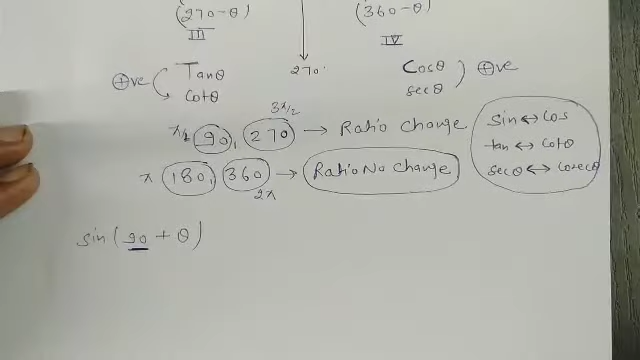 (270-θ) (360-θ)
III IV
270°
⊕ve Tanθ Cosθ ⊕ve
Cotθ secθ
3π/2
π/2 90, 270 → Ratio Change
π 180, 360 → Ratio No Change
2π
sin ↔ cos
tan ↔ cotθ
secθ ↔ cosecθ
sin(90+θ)